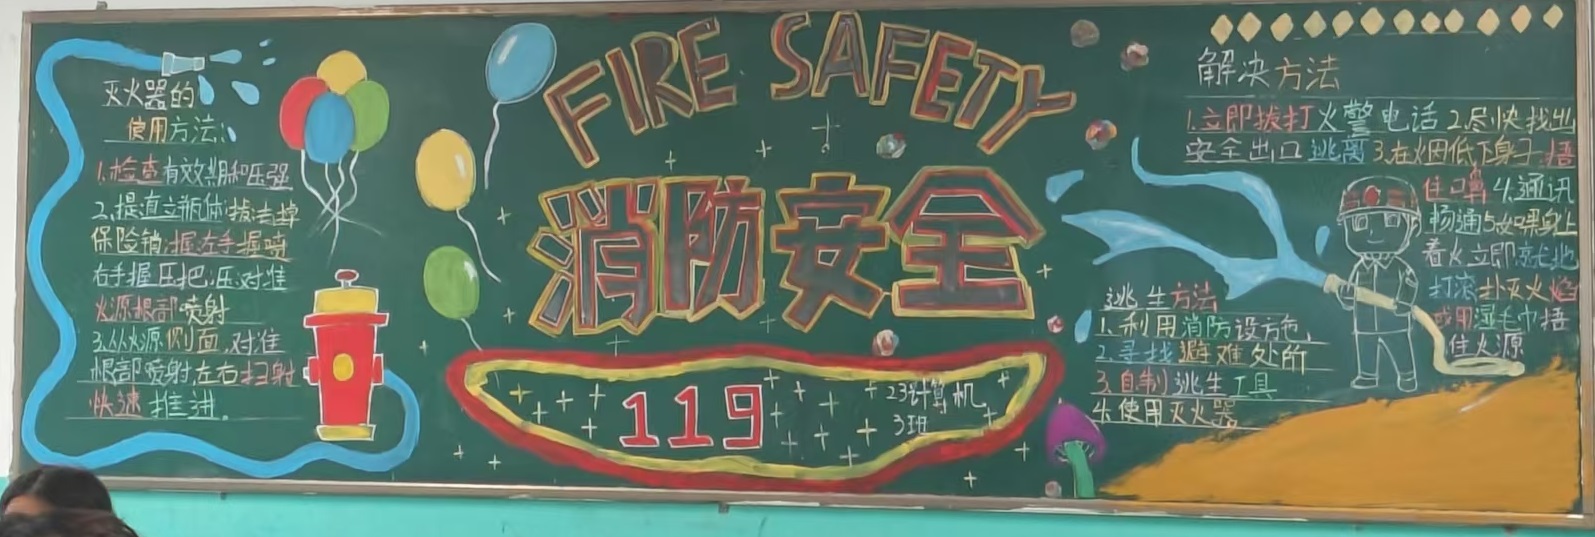 灭火器的
使用方法:
1.检查有效期和压强
2.提直立瓶体,拔去掉
保险销,握左手握喷
右手握压把,压,对准
火源根部喷射
3.从火源侧面,对准
根部喷射,左右扫射
快速推进。
FIRE SAFETY
消防安全
119
23计算机
3班
解决方法
1.立即拨打火警电话 2.尽快找出
安全出口逃离 3.在烟低下身子,捂
住口鼻 4.通讯
畅通 5.如果身上
着火立即就地
打滚扑灭火焰
或用湿毛巾捂
住火源
逃生方法
1.利用消防设施
2.寻找避难处所
3.自制逃生工具
4.使用灭火器